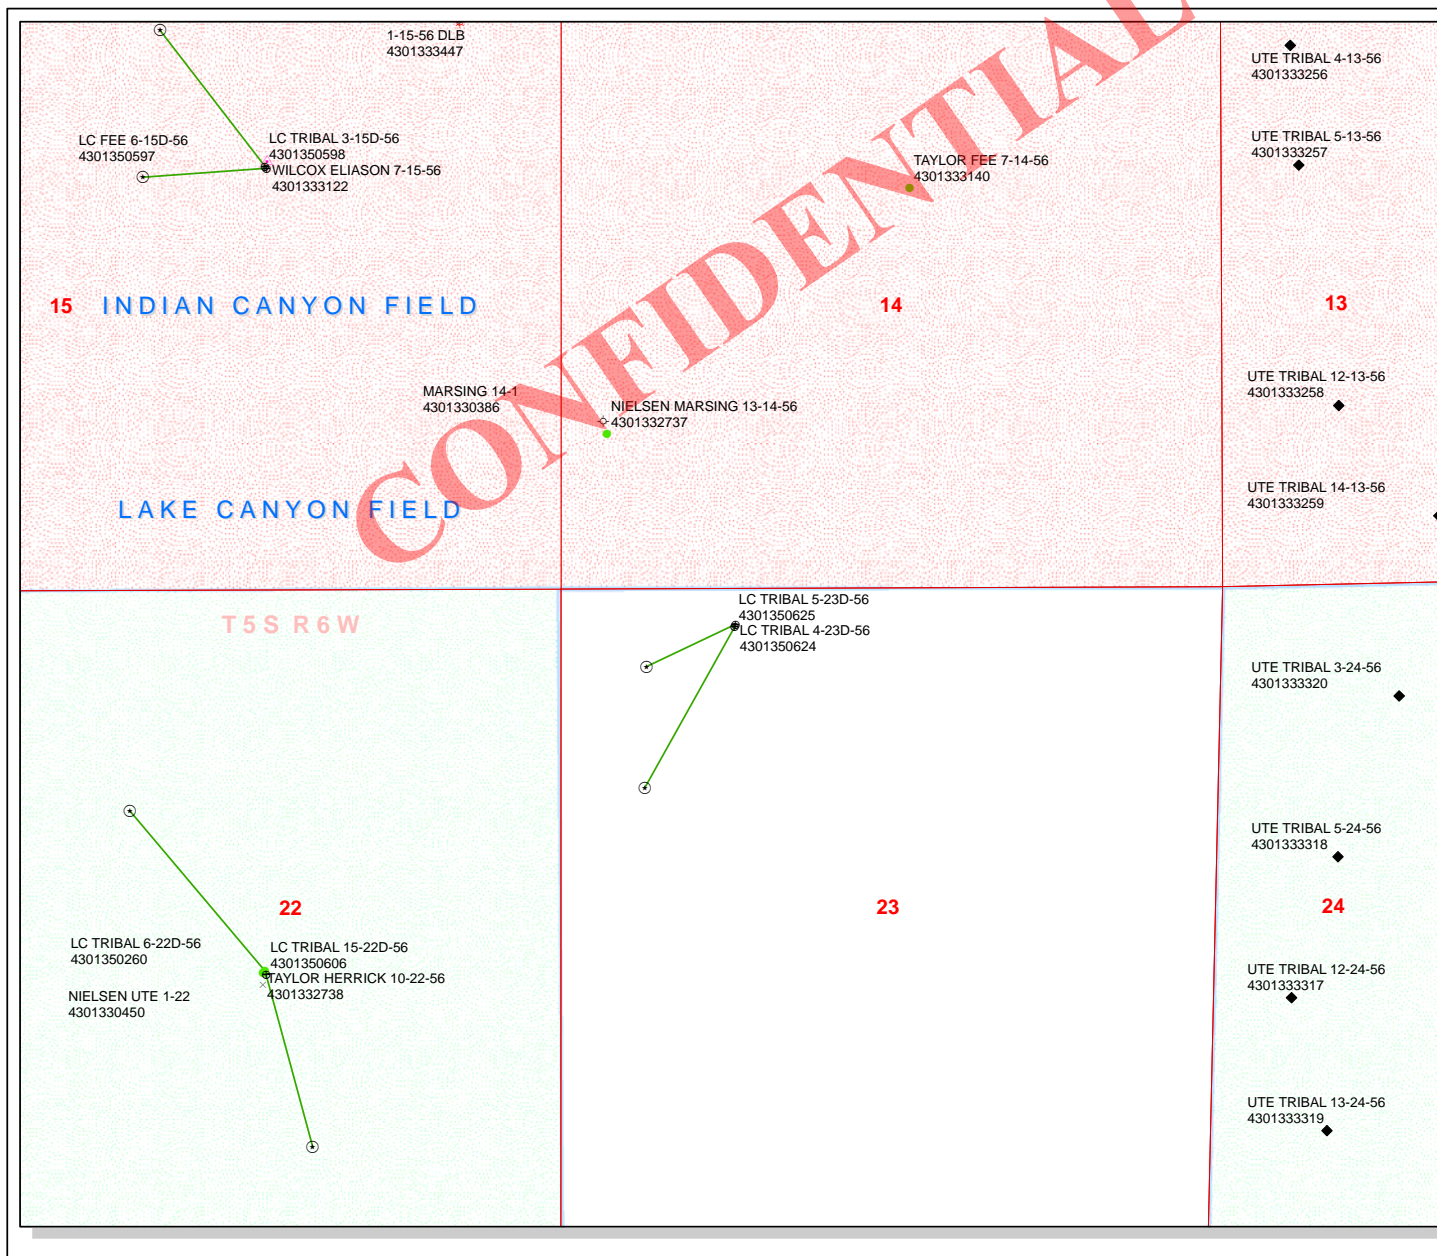 1-15-56 DLB
4301333447
UTE TRIBAL 4-13-56
4301333256
LC FEE 6-15D-56
4301350597
LC TRIBAL 3-15D-56
4301350598
WILCOX ELIASON 7-15-56
4301333122
TAYLOR FEE 7-14-56
4301333140
UTE TRIBAL 5-13-56
4301333257
15
INDIAN CANYON FIELD
14
13
CONFIDENTIAL
MARSING 14-1
4301330386
NIELSEN MARSING 13-14-56
4301332737
UTE TRIBAL 12-13-56
4301333258
LAKE CANYON FIELD
UTE TRIBAL 14-13-56
4301333259
T5S R6W
LC TRIBAL 5-23D-56
4301350625
LC TRIBAL 4-23D-56
4301350624
UTE TRIBAL 3-24-56
4301333320
UTE TRIBAL 5-24-56
4301333318
22
23
24
LC TRIBAL 6-22D-56
4301350260
LC TRIBAL 15-22D-56
4301350606
TAYLOR HERRICK 10-22-56
4301332738
NIELSEN UTE 1-22
4301330450
UTE TRIBAL 12-24-56
4301333317
UTE TRIBAL 13-24-56
4301333319